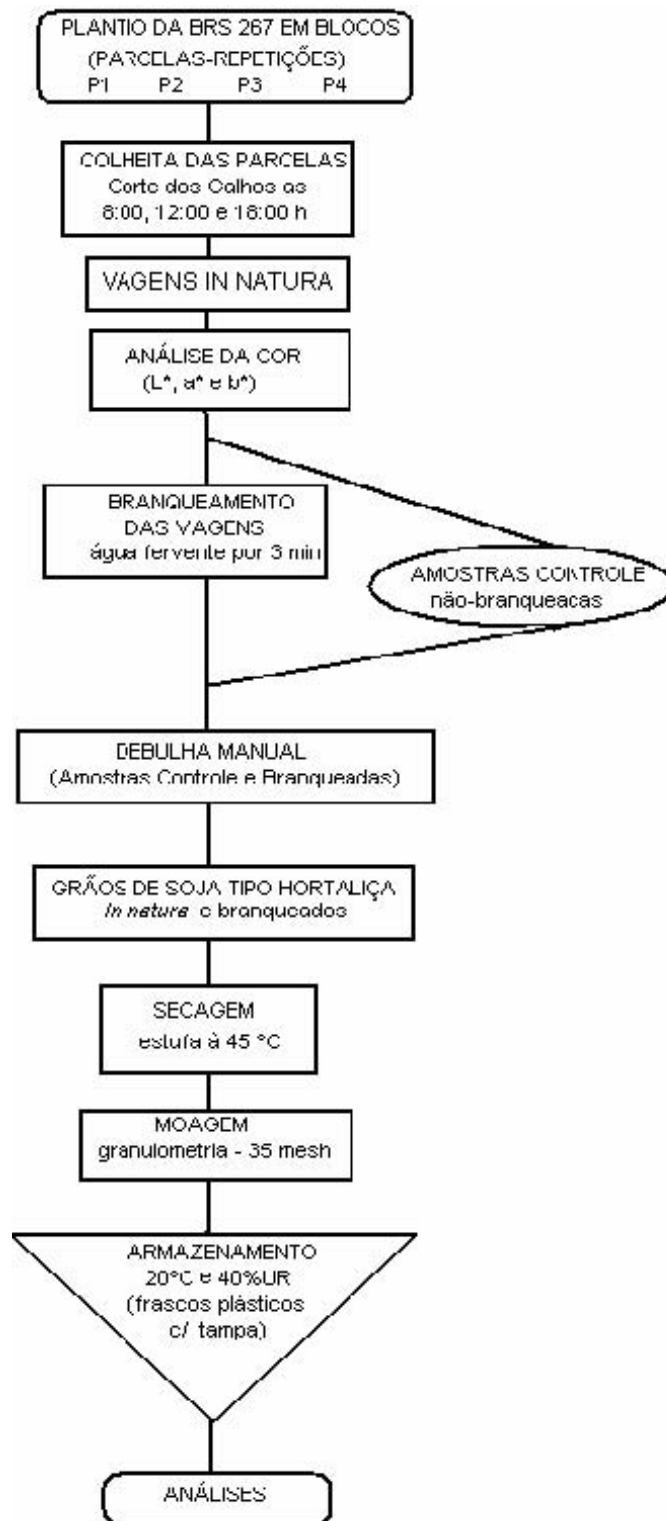 PLANTIO DA BRS 267 EM BLOCOS
(PARCELAS-REPETIÇÕES)
P1 P2 P3 P4
COLHEITA DAS PARCELAS
Corte dos Galhos as
8:00, 12:00 e 18:00 h
VAGENS IN NATURA
ANÁLISE DA COR
(L*, a* e b*)
BRANQUEAMENTO
DAS VAGENS
água fervente por 3 min
AMOSTRAS CONTROLE
não-branqueadas
DEBULHA MANUAL
(Amostras Controle e Branqueadas)
GRÃOS DE SOJA TIPO HORTALIÇA
In natura e branqueados
SECAGEM
estufa à 45 °C
MOAGEM
granulometria - 35 mesh
ARMAZENAMENTO
20°C e 40%UR
(frascos plásticos
c/ tampa)
ANÁLISES